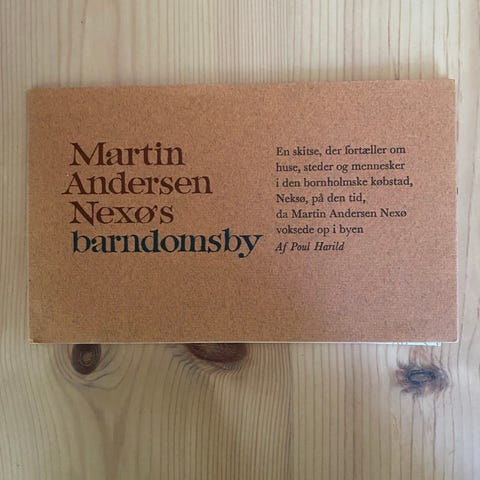 Martin
Andersen
Nexø's
barndomsby
En skitse, der fortæller om
huse, steder og mennesker
i den bornholmske købstad,
Neksø, på den tid,
da Martin Andersen Nexø
voksede op i byen
Af Poul Harild